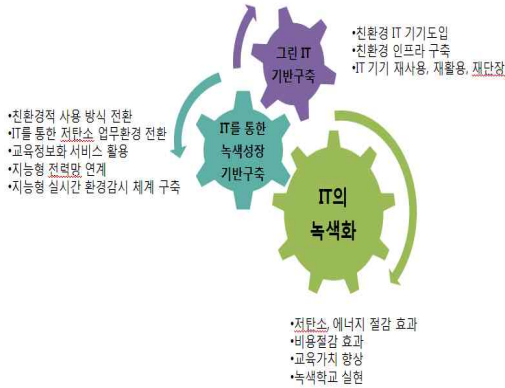 그린 IT
기반구축
•친환경 IT 기기도입
•친환경 인프라 구축
•IT 기기 재사용, 재활용, 재단장
•친환경적 사용 방식 전환
•IT를 통한 저탄소 업무환경 전환
•교육정보화 서비스 활용
•지능형 전력망 연계
•지능형 실시간 환경감시 체계 구축
IT를 통한
녹색성장
기반구축
IT의
녹색화
•저탄소, 에너지 절감 효과
•비용절감 효과
•교육가치 향상
•녹색학교 실현